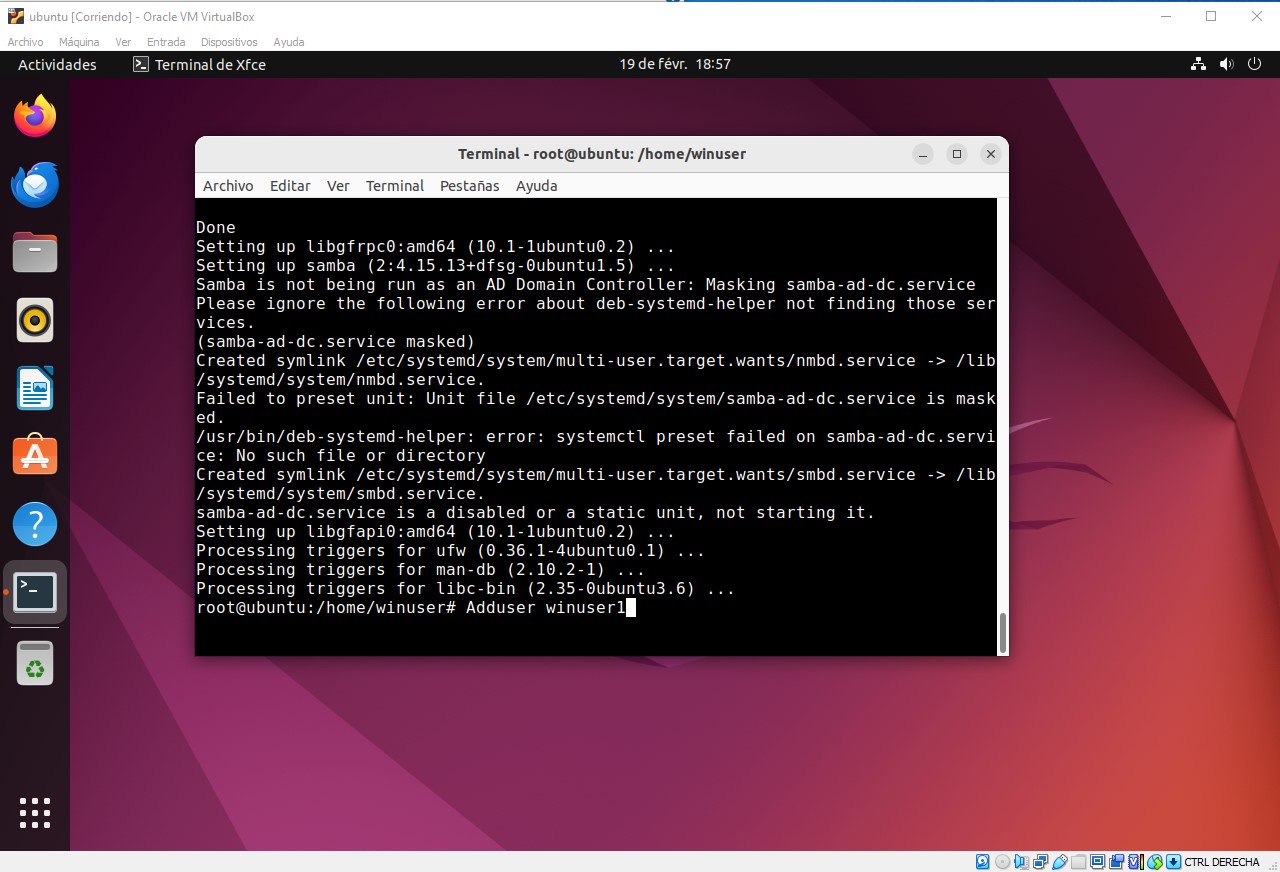 ubuntu [Corriendo] - Oracle VM VirtualBox
Archivo Máquina Ver Entrada Dispositivos Ayuda
Actividades Terminal de Xfce 19 de févr. 18:57
Terminal - root@ubuntu: /home/winuser
Archivo Editar Ver Terminal Pestañas Ayuda
Done
Setting up libgfrpc0:amd64 (10.1-1ubuntu0.2) ...
Setting up samba (2:4.15.13+dfsg-0ubuntu1.5) ...
Samba is not being run as an AD Domain Controller: Masking samba-ad-dc.service
Please ignore the following error about deb-systemd-helper not finding those ser
vices.
(samba-ad-dc.service masked)
Created symlink /etc/systemd/system/multi-user.target.wants/nmbd.service -> /lib
/systemd/system/nmbd.service.
Failed to preset unit: Unit file /etc/systemd/system/samba-ad-dc.service is mask
ed.
/usr/bin/deb-systemd-helper: error: systemctl preset failed on samba-ad-dc.servi
ce: No such file or directory
Created symlink /etc/systemd/system/multi-user.target.wants/smbd.service -> /lib
/systemd/system/smbd.service.
samba-ad-dc.service is a disabled or a static unit, not starting it.
Setting up libgfapi0:amd64 (10.1-1ubuntu0.2) ...
Processing triggers for ufw (0.36.1-4ubuntu0.1) ...
Processing triggers for man-db (2.10.2-1) ...
Processing triggers for libc-bin (2.35-0ubuntu3.6) ...
root@ubuntu:/home/winuser# Adduser winuser1
CTRL DERECHA